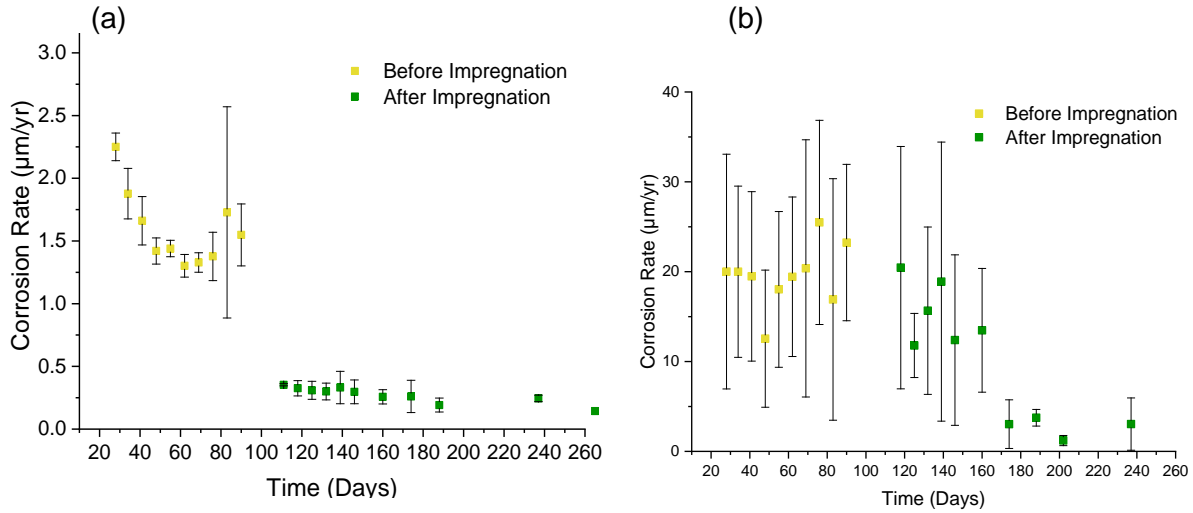 (a)
3.0
2.5
2.0
1.5
1.0
0.5
0.0
Corrosion Rate (μm/yr)
Before Impregnation
After Impregnation
20 40 60 80 100 120 140 160 180 200 220 240 260
Time (Days)
(b)
40
30
20
10
0
Corrosion Rate (μm/yr)
Before Impregnation
After Impregnation
20 40 60 80 100 120 140 160 180 200 220 240 260
Time (Days)